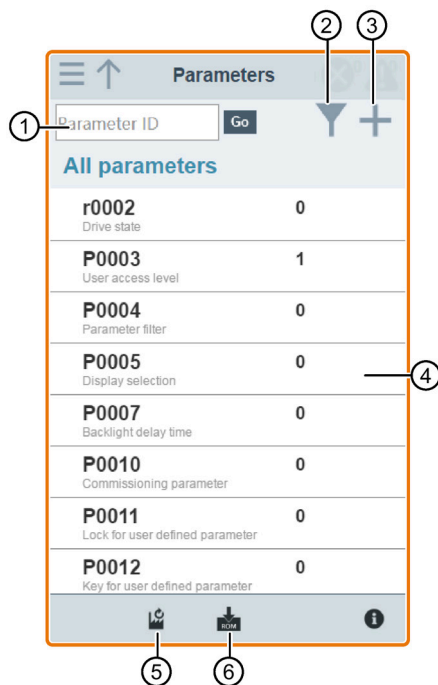 ② ③
Parameters
① Parameter ID Go
All parameters
r0002 0
Drive state
P0003 1
User access level
P0004 0
Parameter filter
P0005 0
Display selection
④
P0007 0
Backlight delay time
P0010 0
Commissioning parameter
P0011 0
Lock for user defined parameter
P0012 0
Key for user defined parameter
ROM
⑤ ⑥